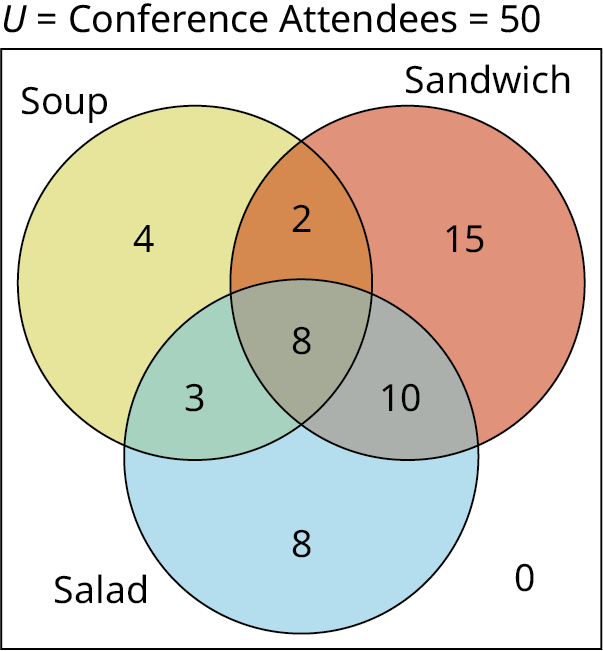 U = Conference Attendees = 50
Sandwich
Soup
2
4
15
8
3
10
8
0
Salad